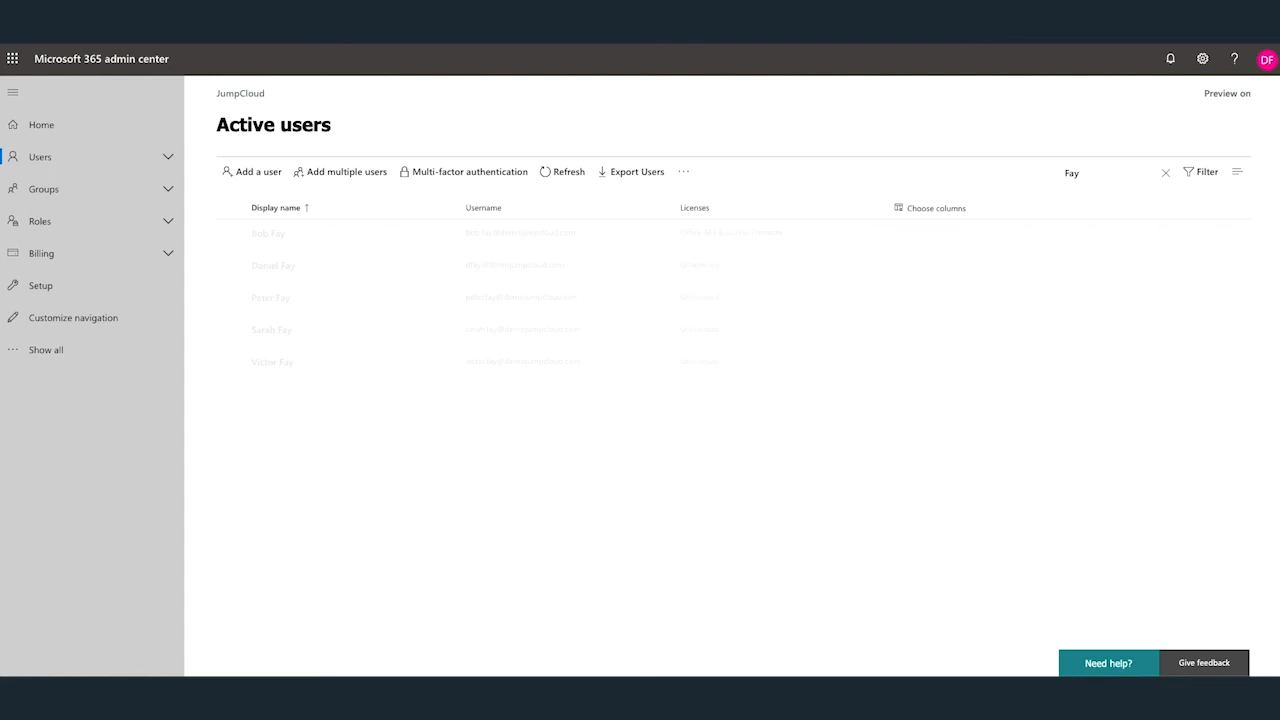 Microsoft 365 admin center
DF
JumpCloud
Preview on
Home
Users
Groups
Roles
Billing
Setup
Customize navigation
Show all
Active users
Add a user
Add multiple users
Multi-factor authentication
Refresh
Export Users
Fay
Filter
Display name
Username
Licenses
Choose columns
Bob Fay
Daniel Fay
Peter Fay
Sarah Fay
Victor Fay
Need help?
Give feedback